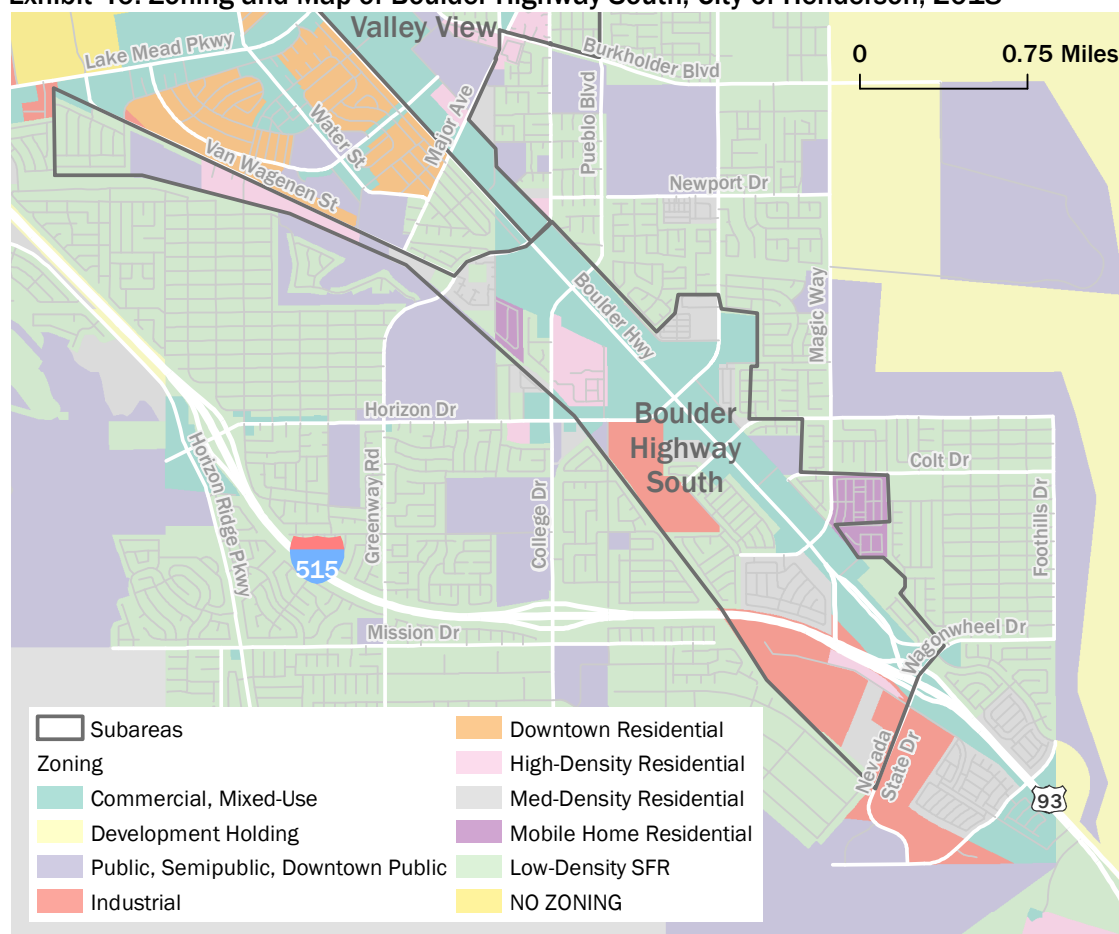 Exhibit 40. Zoning and Map of Boulder Highway South, City of Henderson, 2018
Valley View
Lake Mead Pkwy
Burkholder Blvd
0 0.75 Miles
Pueblo Blvd
Major Ave
Water St
Van Wagenen St
Newport Dr
Boulder Hwy
Magic Way
Horizon Dr
Boulder
Highway
South
Colt Dr
Horizon Ridge Pkwy
Greenway Rd
College Dr
Foothills Dr
515
Mission Dr
Wagonwheel Dr
Nevada
State Dr
93
Subareas
Zoning
Commercial, Mixed-Use
Development Holding
Public, Semipublic, Downtown Public
Industrial
Downtown Residential
High-Density Residential
Med-Density Residential
Mobile Home Residential
Low-Density SFR
NO ZONING